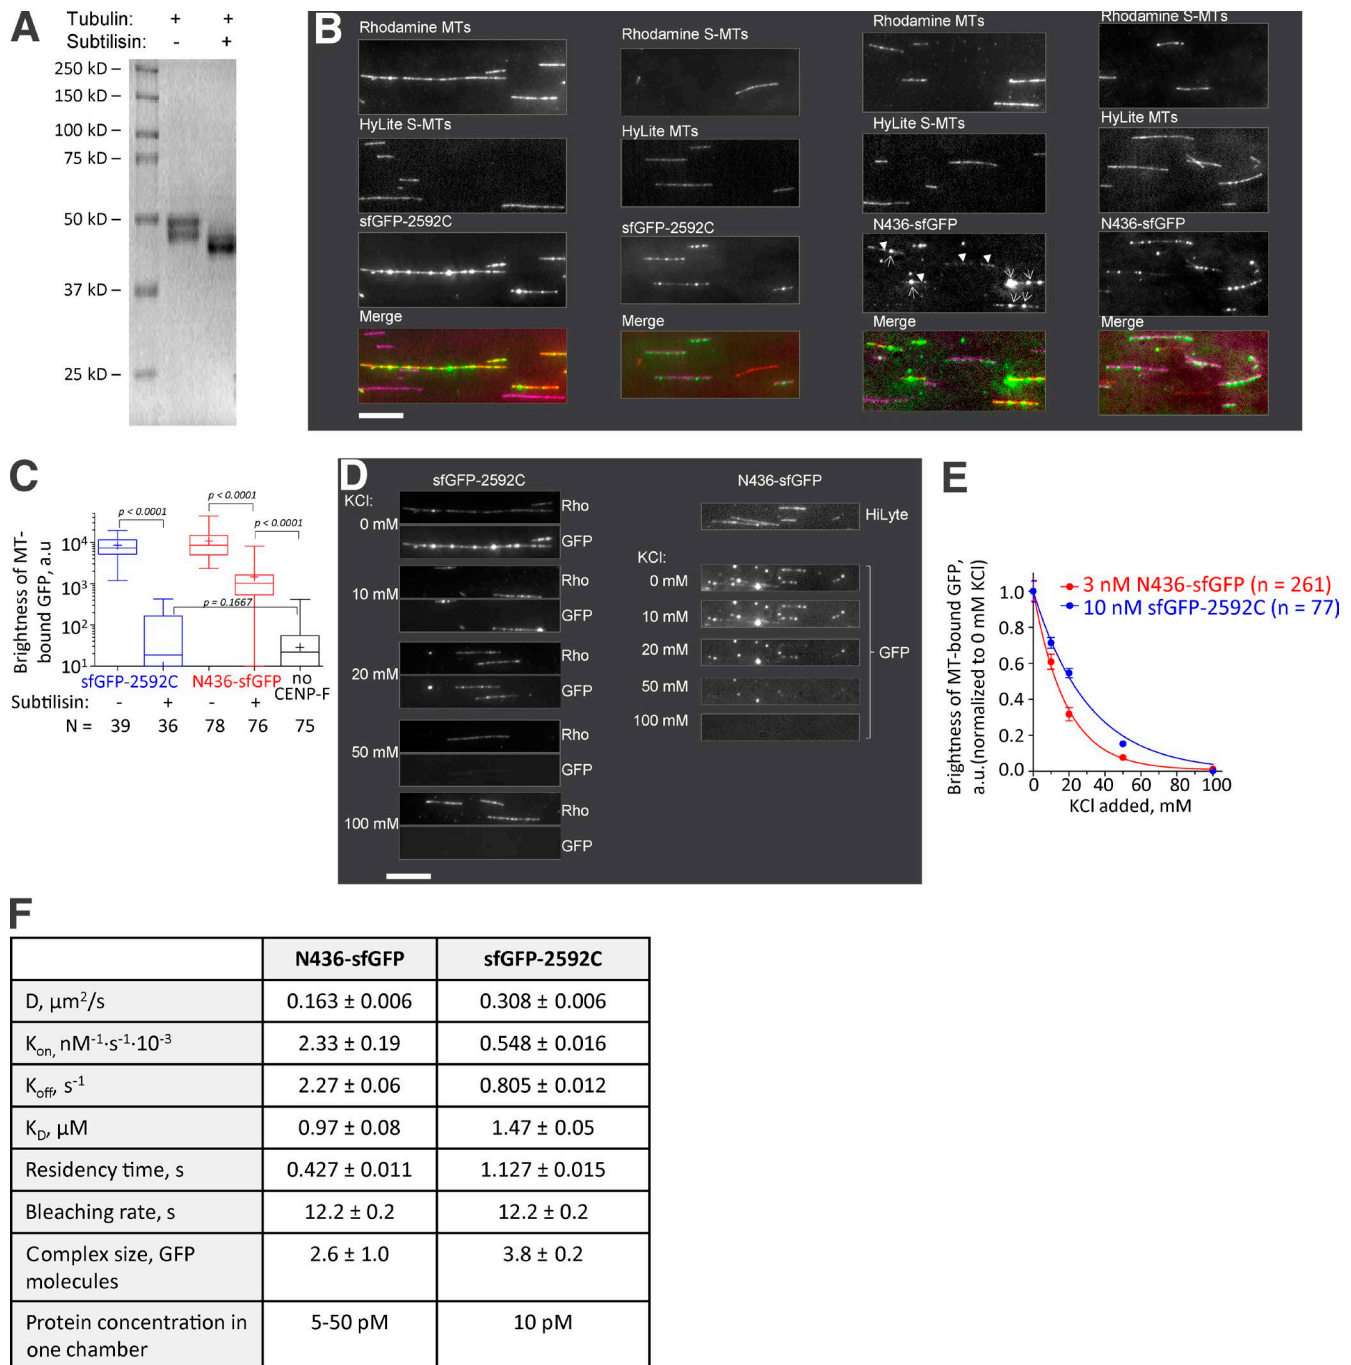 A
Tubulin: + +
Subtilisin: - +
250 kD –
150 kD –
100 kD –
75 kD –
50 kD –
37 kD –
25 kD –
B
Rhodamine MTs
HyLite S-MTs
sfGFP-2592C
Merge
Rhodamine S-MTs
HyLite MTs
sfGFP-2592C
Merge
Rhodamine MTs
HyLite S-MTs
N436-sfGFP
Merge
Rhodamine S-MTs
HyLite MTs
N436-sfGFP
Merge
C
Brightness of MT-
bound GFP, a.u
10⁴
10³
10²
10¹
p < 0.0001
p < 0.0001
p < 0.0001
p = 0.1667
sfGFP-2592C
N436-sfGFP
no
CENP-F
Subtilisin: - + - +
N = 39 36 78 76 75
D
sfGFP-2592C
KCl:
0 mM
Rho
GFP
10 mM
Rho
GFP
20 mM
Rho
GFP
50 mM
Rho
GFP
100 mM
Rho
GFP
N436-sfGFP
HiLyte
KCl:
0 mM
10 mM
20 mM
50 mM
100 mM
GFP
E
Brightness of MT-bound GFP,
a.u.(normalized to 0 mM KCl)
1.0
0.8
0.6
0.4
0.2
0.0
3 nM N436-sfGFP (n = 261)
10 nM sfGFP-2592C (n = 77)
0 20 40 60 80 100
KCl added, mM
F
N436-sfGFP sfGFP-2592C
D, µm²/s 0.163 ± 0.006 0.308 ± 0.006
Kon, nM⁻¹·s⁻¹·10⁻³ 2.33 ± 0.19 0.548 ± 0.016
Koff, s⁻¹ 2.27 ± 0.06 0.805 ± 0.012
KD, µM 0.97 ± 0.08 1.47 ± 0.05
Residency time, s 0.427 ± 0.011 1.127 ± 0.015
Bleaching rate, s 12.2 ± 0.2 12.2 ± 0.2
Complex size, GFP
molecules 2.6 ± 1.0 3.8 ± 0.2
Protein concentration in
one chamber 5-50 pM 10 pM